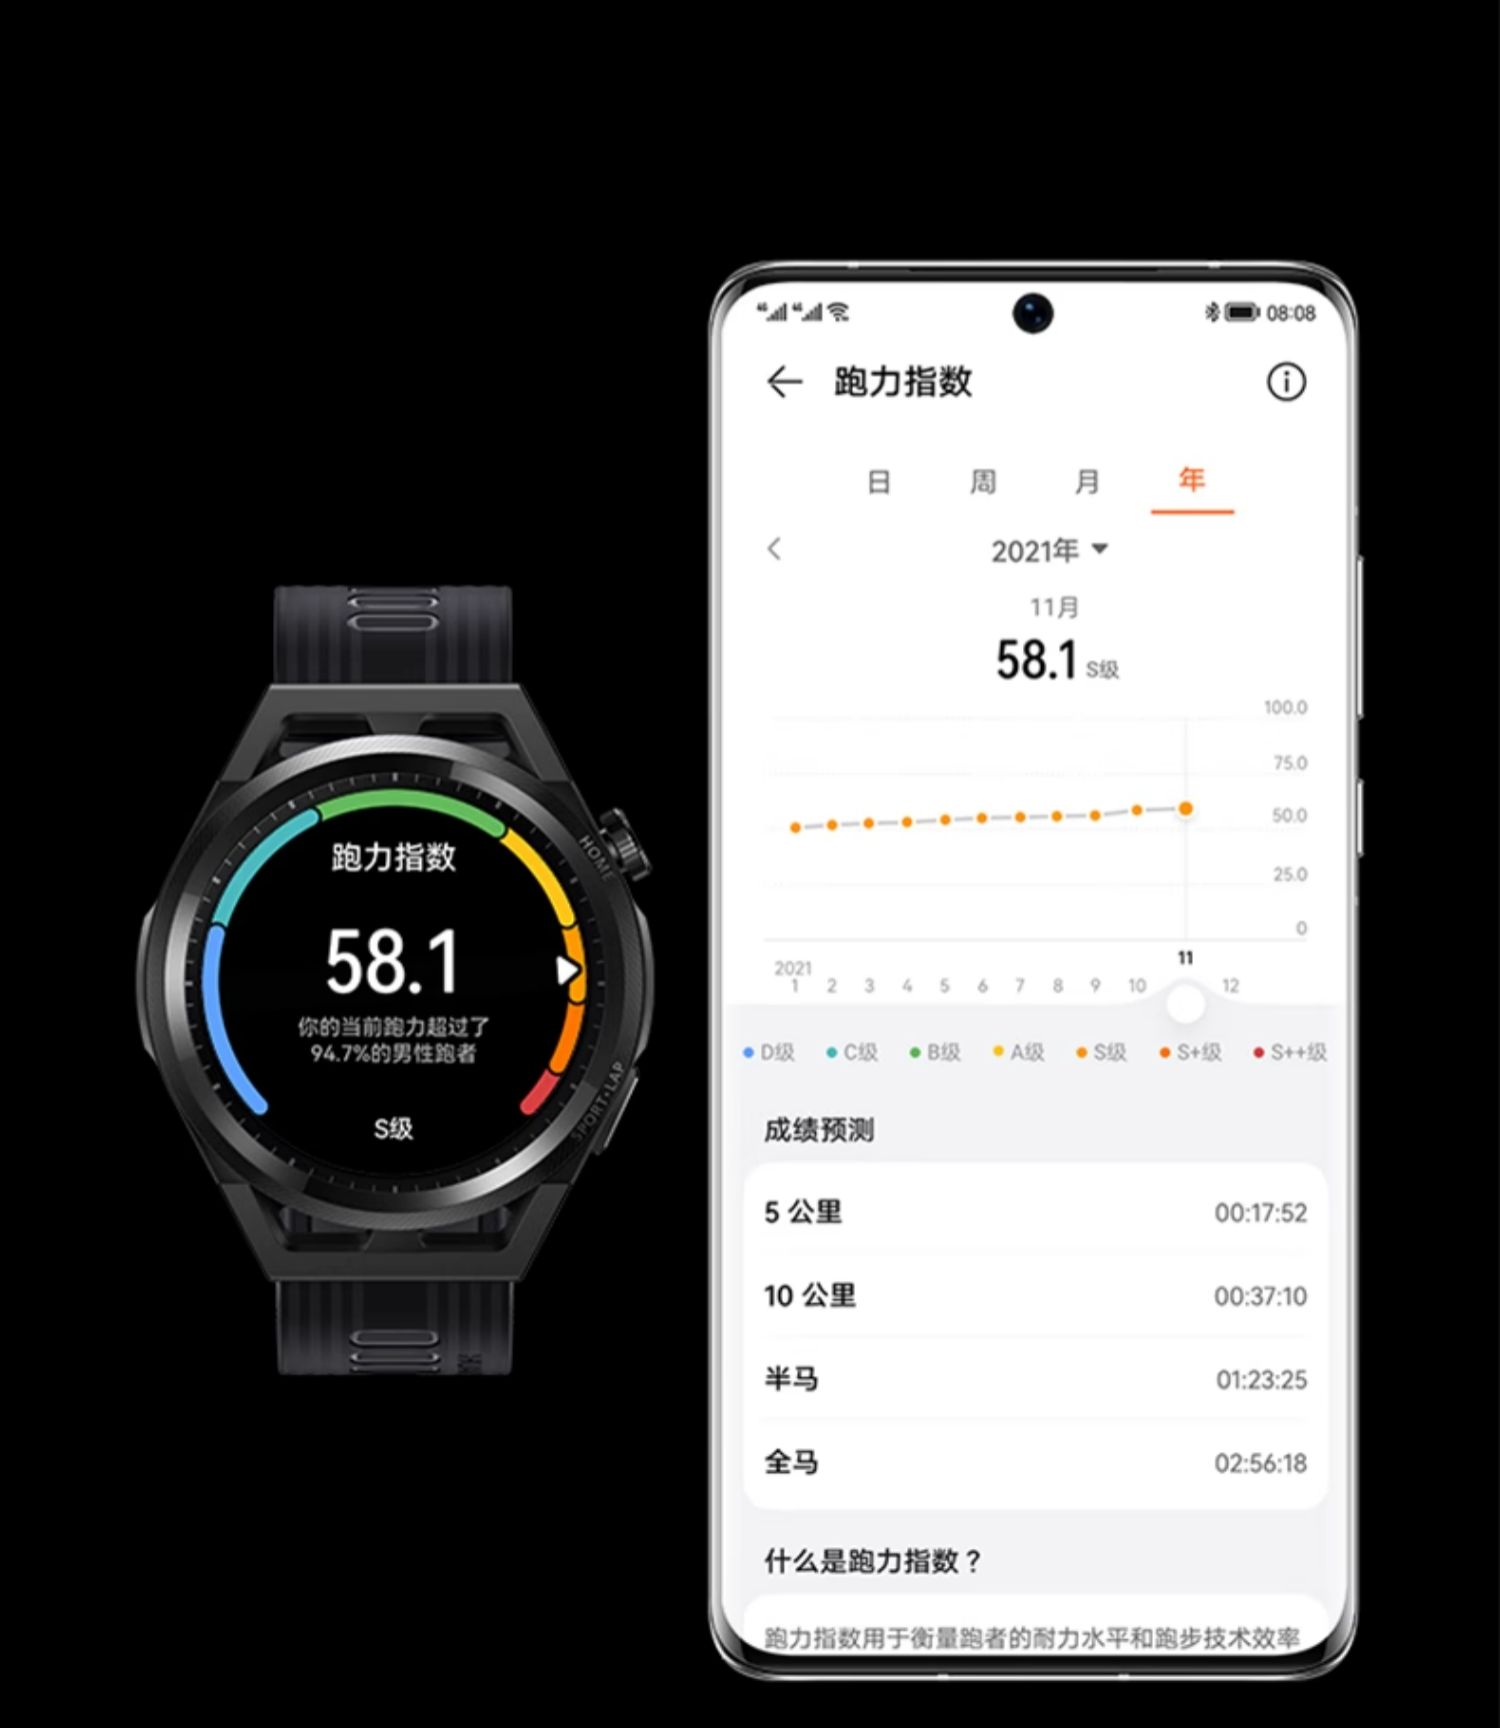 跑力指数
58.1
你的当前跑力超过了
94.7%的男性跑者
S级
HOME
SPORT•LAP
4G 4G 08:08
跑力指数
日 周 月 年
2021年
11月
58.1 S级
100.0
75.0
50.0
25.0
0
11
2021
1 2 3 4 5 6 7 8 9 10 12
D级 C级 B级 A级 S级 S+级 S++级
成绩预测
5 公里 00:17:52
10 公里 00:37:10
半马 01:23:25
全马 02:56:18
什么是跑力指数？
跑力指数用于衡量跑者的耐力水平和跑步技术效率